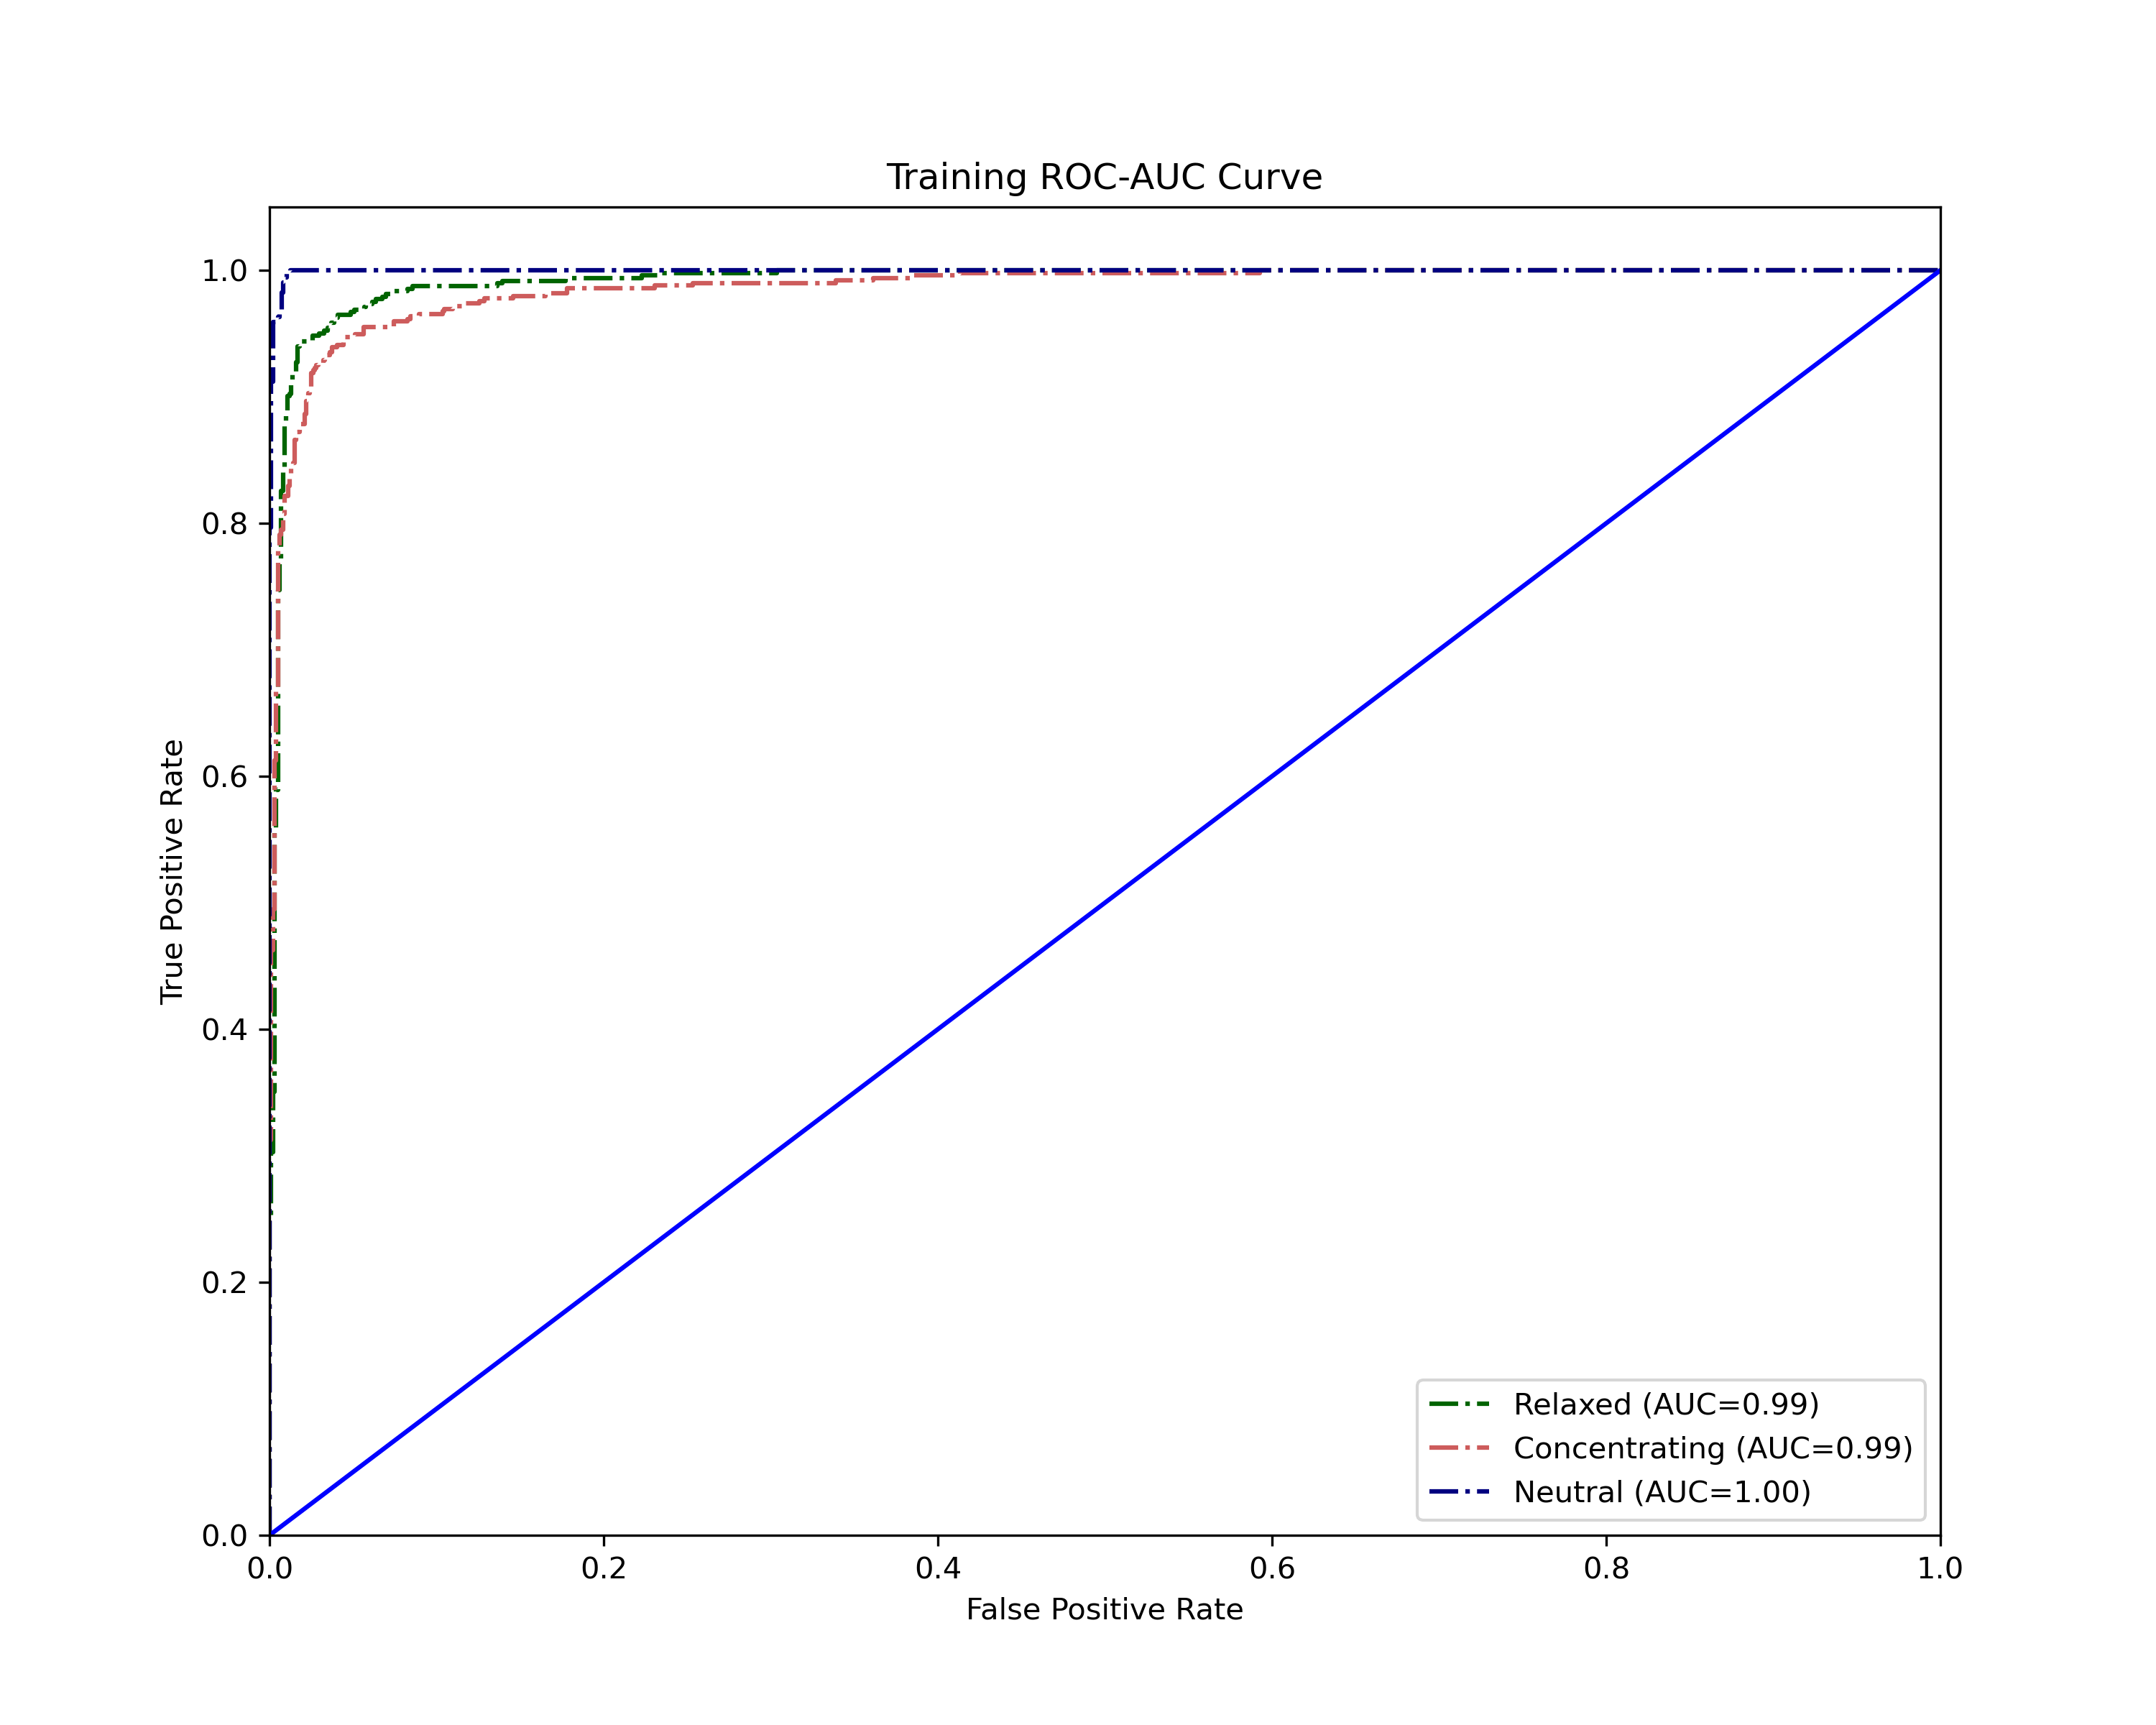 Training ROC-AUC Curve
1.0
0.8
0.6
0.4
0.2
0.0
True Positive Rate
0.0 0.2 0.4 0.6 0.8 1.0
False Positive Rate
Relaxed (AUC=0.99)
Concentrating (AUC=0.99)
Neutral (AUC=1.00)